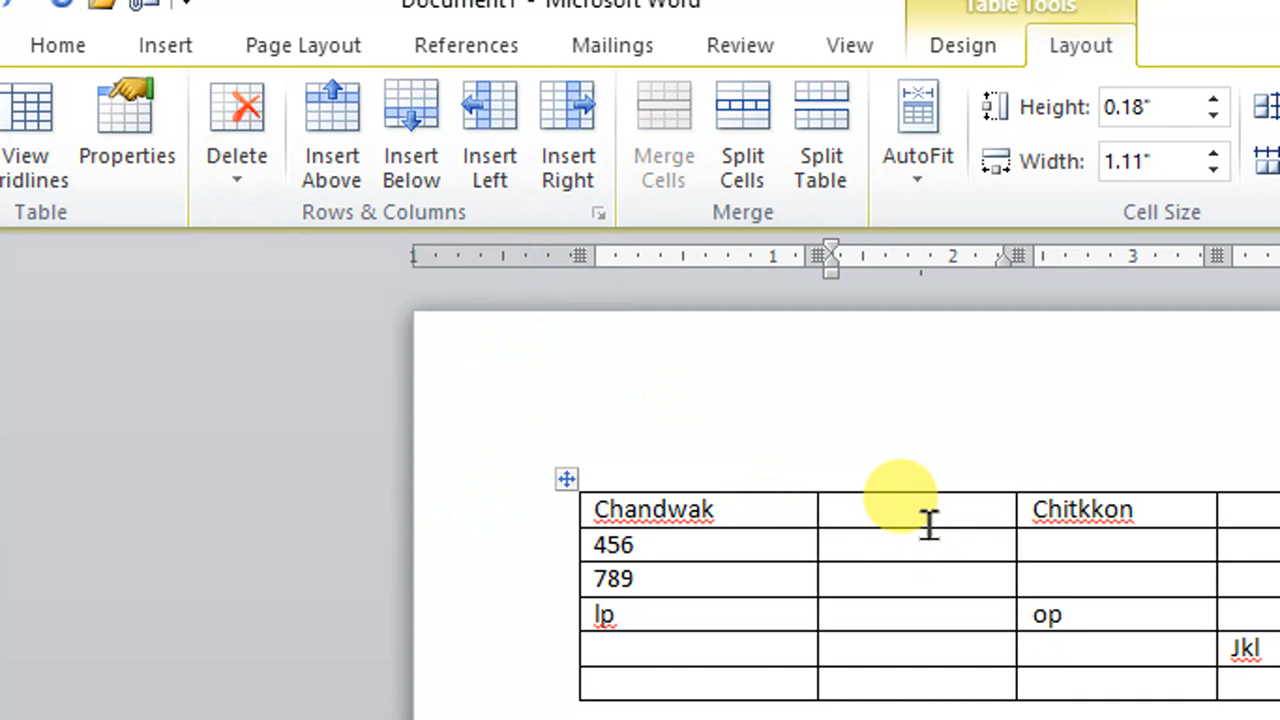 Document1 - Microsoft Word
Table Tools
Home Insert Page Layout References Mailings Review View Design Layout
View
ridlines
Properties
Delete
Insert
Above
Insert
Below
Insert
Left
Insert
Right
Merge
Cells
Split
Cells
Split
Table
AutoFit
Height: 0.18"
Width: 1.11"
Table
Rows & Columns
Merge
Cell Size
1 1 2 3
Chandwak Chitkkon
456
789
lp op
Jkl